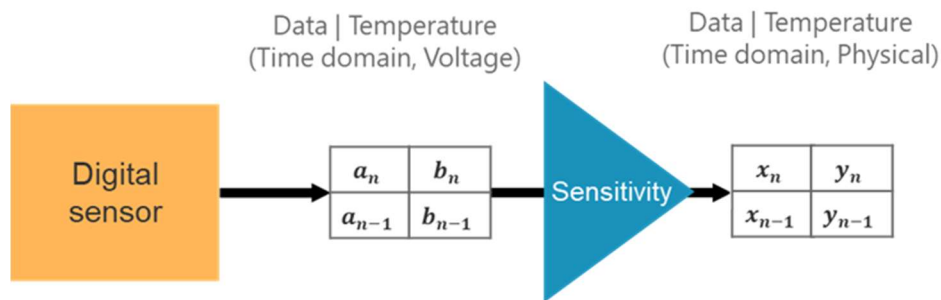 Data | Temperature
(Time domain, Voltage)
Data | Temperature
(Time domain, Physical)
Digital
sensor
aₙ bₙ
aₙ₋₁ bₙ₋₁
Sensitivity
xₙ yₙ
xₙ₋₁ yₙ₋₁